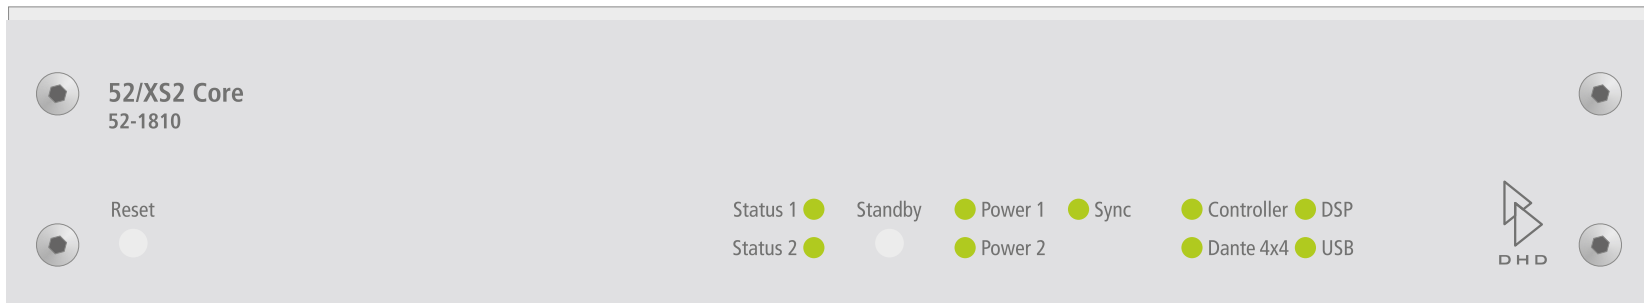 52/XS2 Core
52-1810
Reset
Status 1 Standby Power 1 Sync Controller DSP
Status 2 Power 2 Dante 4x4 USB
DHD